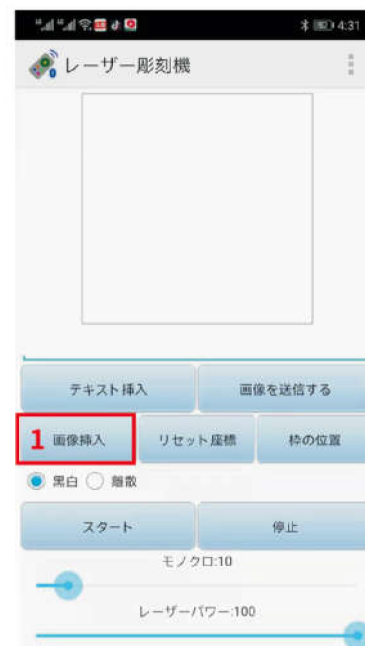 4:31
レーザー彫刻機
テキスト挿入 画像を送信する
1 画像挿入 リセット座標 枠の位置
黒白 離散
スタート 停止
モノクロ:10
レーザーパワー:100